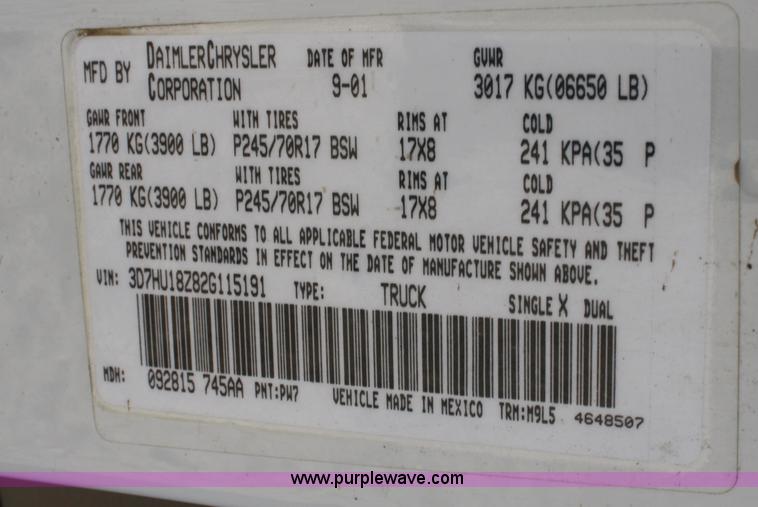 MFD BY DAIMLERCHRYSLER CORPORATION DATE OF MFR 9-01 GVWR 3017 KG(06650 LB)
GAWR FRONT WITH TIRES RIMS AT COLD
1770 KG(3900 LB) P245/70R17 BSW 17X8 241 KPA(35 P
GAWR REAR WITH TIRES RIMS AT COLD
1770 KG(3900 LB) P245/70R17 BSW 17X8 241 KPA(35 P
THIS VEHICLE CONFORMS TO ALL APPLICABLE FEDERAL MOTOR VEHICLE SAFETY AND THEFT
PREVENTION STANDARDS IN EFFECT ON THE DATE OF MANUFACTURE SHOWN ABOVE.
VIN: 3D7HU18Z82G115191 TYPE: TRUCK SINGLE X DUAL
MDH: 092815 745AA PNT:PW7 VEHICLE MADE IN MEXICO TRM:M9L5 4648507
www.purplewave.com